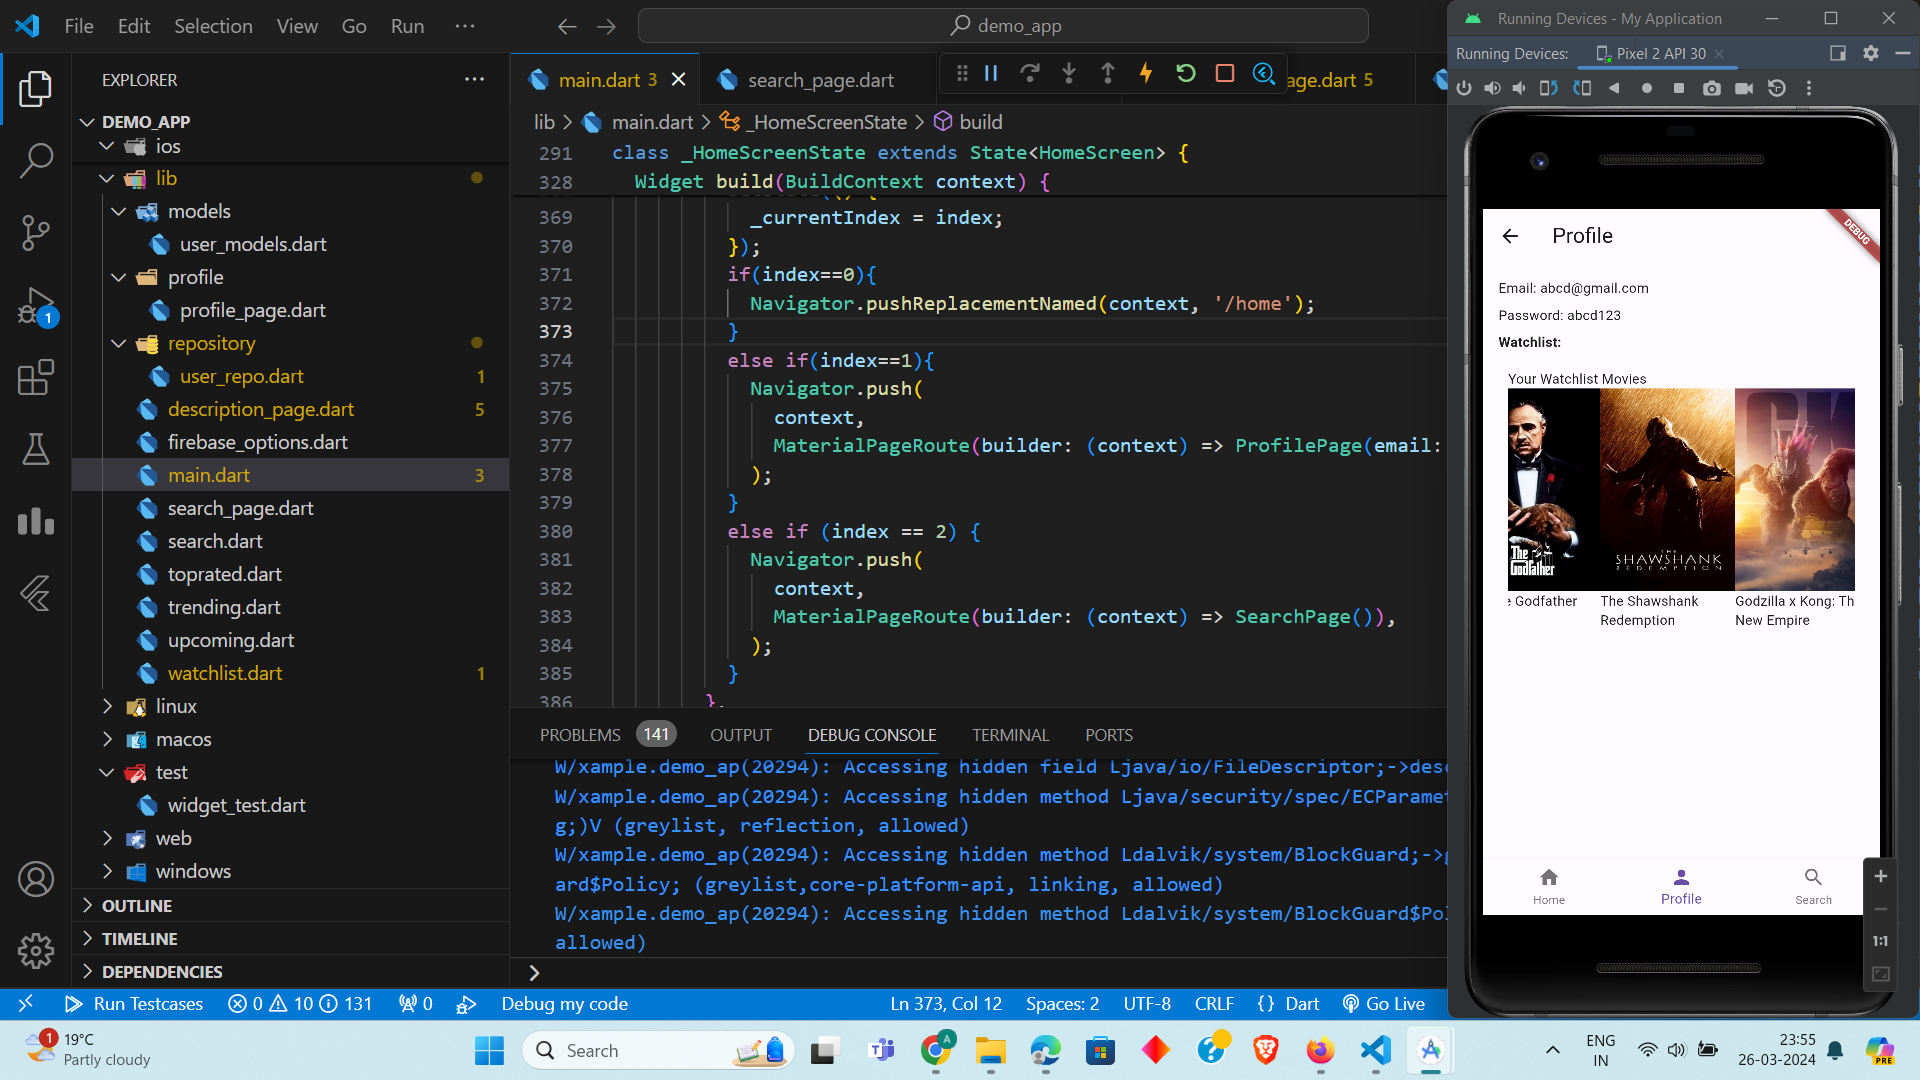 File Edit Selection View Go Run ···
demo_app
EXPLORER
DEMO_APP
ios
lib
models
user_models.dart
profile
profile_page.dart
repository
user_repo.dart 1
description_page.dart 5
firebase_options.dart
main.dart 3
search_page.dart
search.dart
toprated.dart
trending.dart
upcoming.dart
watchlist.dart 1
linux
macos
test
widget_test.dart
web
windows
OUTLINE
TIMELINE
DEPENDENCIES
main.dart 3
search_page.dart
page.dart 5
lib > main.dart > _HomeScreenState > build
291 class _HomeScreenState extends State<HomeScreen> {
328 Widget build(BuildContext context) {
369 _currentIndex = index;
370 });
371 if(index==0){
372 Navigator.pushReplacementNamed(context, '/home');
373 }
374 else if(index==1){
375 Navigator.push(
376 context,
377 MaterialPageRoute(builder: (context) => ProfilePage(email:
378 );
379 }
380 else if (index == 2) {
381 Navigator.push(
382 context,
383 MaterialPageRoute(builder: (context) => SearchPage()),
384 );
385 }
386 },
PROBLEMS 141 OUTPUT DEBUG CONSOLE TERMINAL PORTS
W/xample.demo_ap(20294): Accessing hidden field Ljava/io/FileDescriptor;->desc
W/xample.demo_ap(20294): Accessing hidden method Ljava/security/spec/ECParamet
g;)V (greylist, reflection, allowed)
W/xample.demo_ap(20294): Accessing hidden method Ldalvik/system/BlockGuard;->g
ard$Policy; (greylist,core-platform-api, linking, allowed)
W/xample.demo_ap(20294): Accessing hidden method Ldalvik/system/BlockGuard$Pol
allowed)
1
Run Testcases 0 10 131 0 Debug my code Ln 373, Col 12 Spaces: 2 UTF-8 CRLF {} Dart Go Live
Running Devices - My Application
Running Devices: Pixel 2 API 30
Profile
DEBUG
Email: abcd@gmail.com
Password: abcd123
Watchlist:
Your Watchlist Movies
The Godfather
THE SHAWSHANK REDEMPTION
e Godfather
The Shawshank
Redemption
Godzilla x Kong: Th
New Empire
Home
Profile
Search
1:1
1
19°C
Partly cloudy
Search
ENG
IN
23:55
26-03-2024
PRE